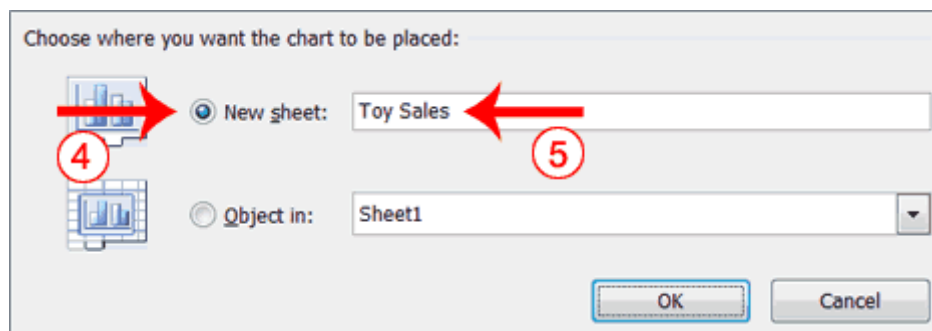 Choose where you want the chart to be placed:
4 New sheet: Toy Sales 5
Object in: Sheet1
OK Cancel